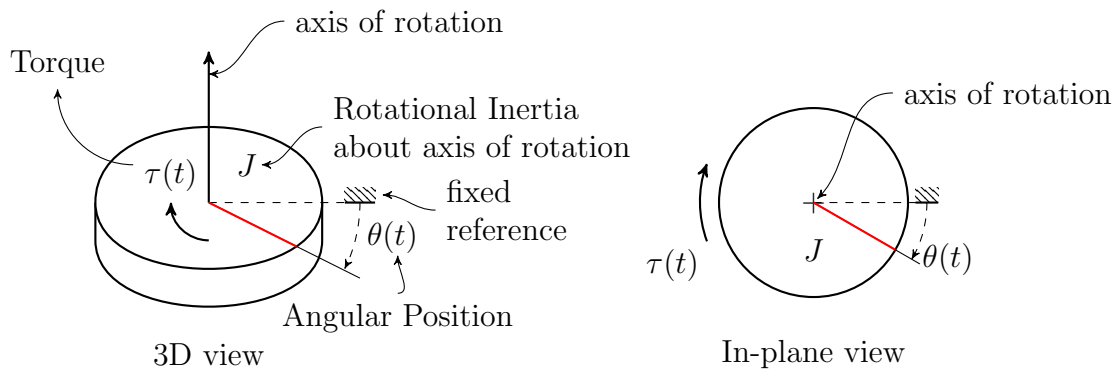 axis of rotation
Torque
Rotational Inertia
about axis of rotation
τ(t)
J
fixed
reference
θ(t)
Angular Position
3D view
axis of rotation
τ(t)
J
θ(t)
In-plane view